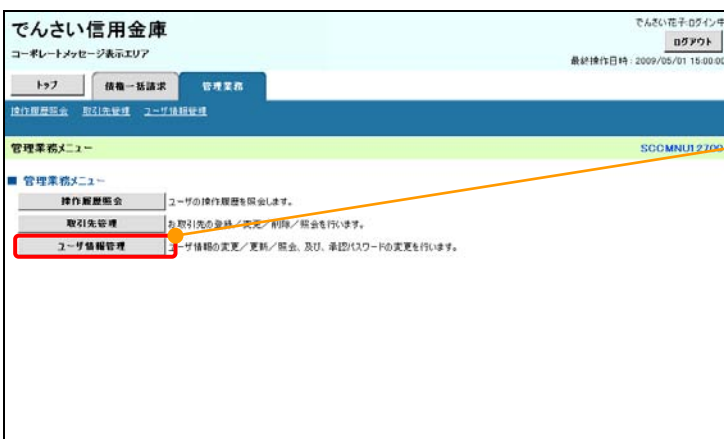 でんさい信用金庫
コーポレートメッセージ表示エリア
でんさい花子:ログイン中
ログアウト
最終操作日時：2009/05/01 15:00:00
トップ
債権一括請求
管理業務
操作履歴照会 取引先管理 ユーザ情報管理
管理業務メニュー
SCCMNU12700
■ 管理業務メニュー
操作履歴照会 ユーザの操作履歴を照会します。
取引先管理 お取引先の登録／変更／削除／照会を行います。
ユーザ情報管理 ユーザ情報の変更／更新／照会、及び、承認パスワードの変更を行います。